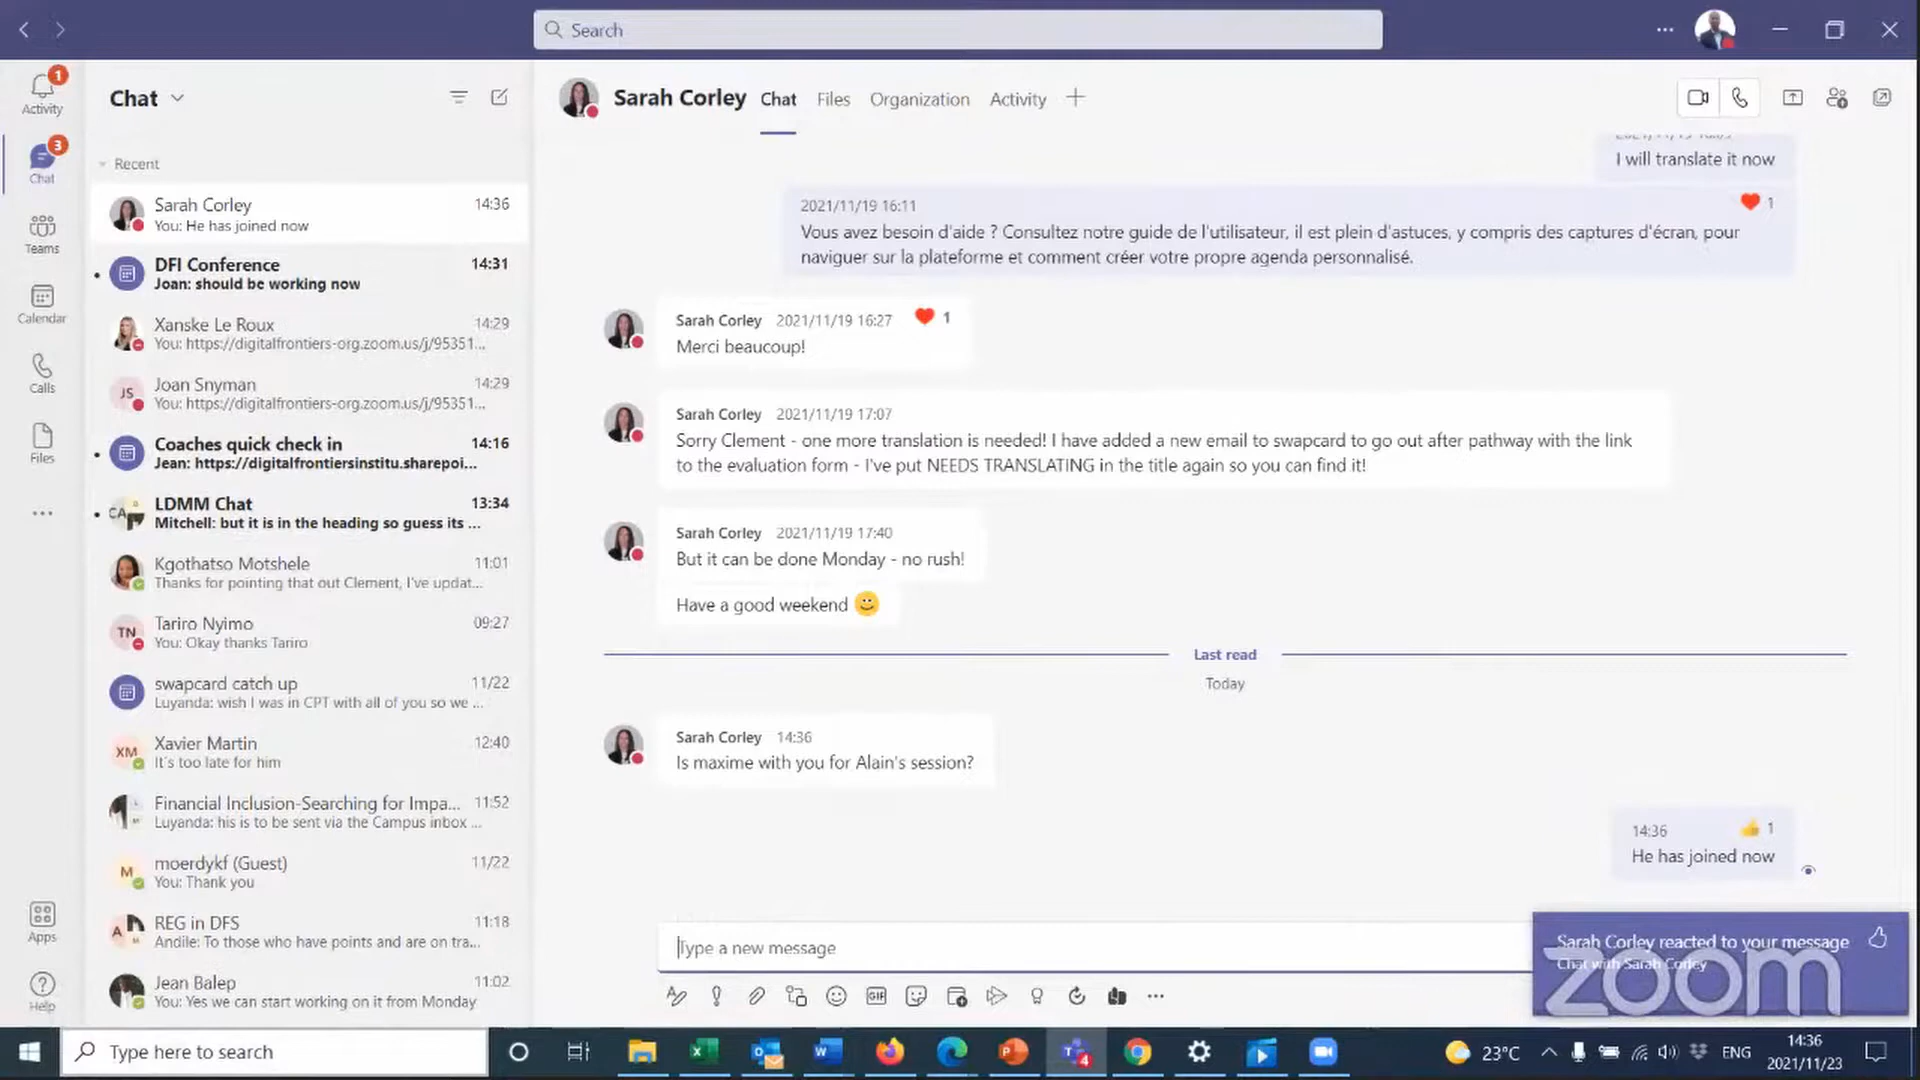 Search
Activity
1
Chat
3
Teams
Calendar
Calls
Files
Apps
Help
Chat
Recent
Sarah Corley 14:36
You: He has joined now
DFI Conference 14:31
Joan: should be working now
Xanske Le Roux 14:29
You: https://digitalfrontiers-org.zoom.us/j/95351...
JS
Joan Snyman 14:29
You: https://digitalfrontiers-org.zoom.us/j/95351...
Coaches quick check in 14:16
Jean: https://digitalfrontiersinstitu.sharepoi...
CA
LDMM Chat 13:34
Mitchell: but it is in the heading so guess its ...
Kgothatso Motshele 11:01
Thanks for pointing that out Clement, I've updat...
TN
Tariro Nyimo 09:27
You: Okay thanks Tariro
swapcard catch up 11/22
Luyanda: wish I was in CPT with all of you so we ...
XM
Xavier Martin 12:40
It's too late for him
Financial Inclusion-Searching for Impa... 11:52
Luyanda: his is to be sent via the Campus inbox ...
M
moerdykf (Guest) 11/22
You: Thank you
A
REG in DFS 11:18
Andile: To those who have points and are on tra...
Jean Balep 11:02
You: Yes we can start working on it from Monday
Sarah Corley Chat Files Organization Activity
I will translate it now
2021/11/19 16:11 1
Vous avez besoin d'aide ? Consultez notre guide de l'utilisateur, il est plein d'astuces, y compris des captures d'écran, pour
naviguer sur la plateforme et comment créer votre propre agenda personnalisé.
Sarah Corley 2021/11/19 16:27 1
Merci beaucoup!
Sarah Corley 2021/11/19 17:07
Sorry Clement - one more translation is needed! I have added a new email to swapcard to go out after pathway with the link
to the evaluation form - I've put NEEDS TRANSLATING in the title again so you can find it!
Sarah Corley 2021/11/19 17:40
But it can be done Monday - no rush!
Have a good weekend
Last read
Today
Sarah Corley 14:36
Is maxime with you for Alain's session?
14:36 1
He has joined now
Type a new message
GIF
Sarah Corley reacted to your message
Chat with Sarah Corley
zoom
Type here to search
4
23°C
ENG
14:36
2021/11/23